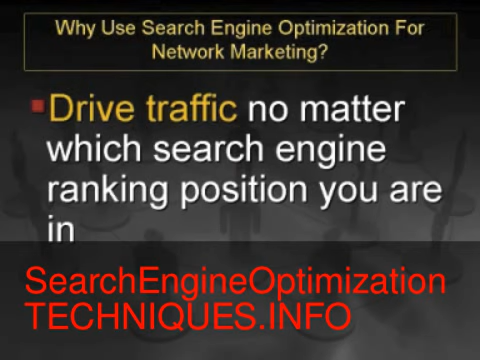 Why Use Search Engine Optimization For
Network Marketing?
Drive traffic no matter
which search engine
ranking position you are
in
SearchEngineOptimization
TECHNIQUES.INFO